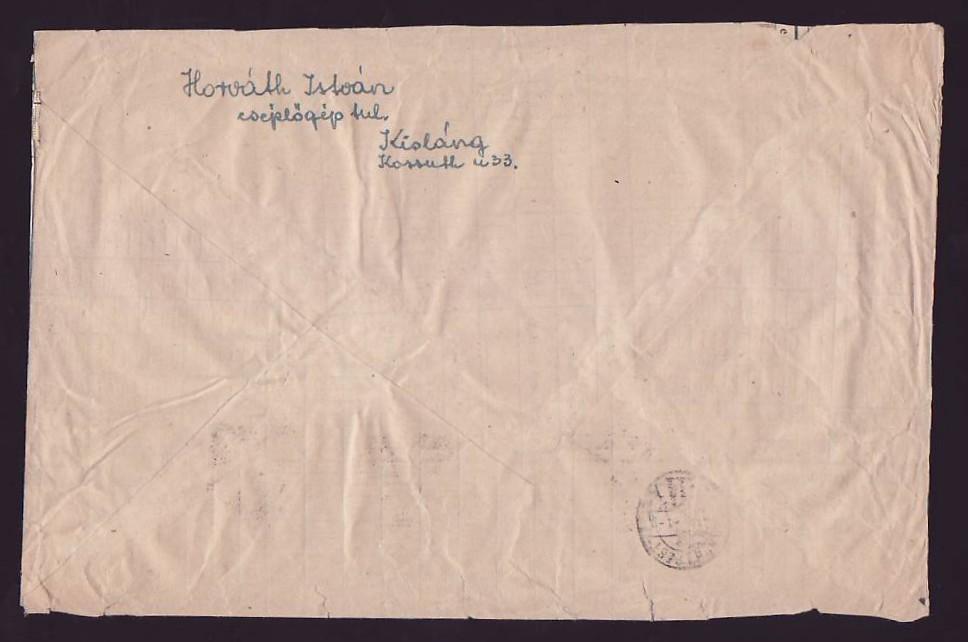 Horváth István
cséplőgép tul.
Kisláng
Kossuth u 33.